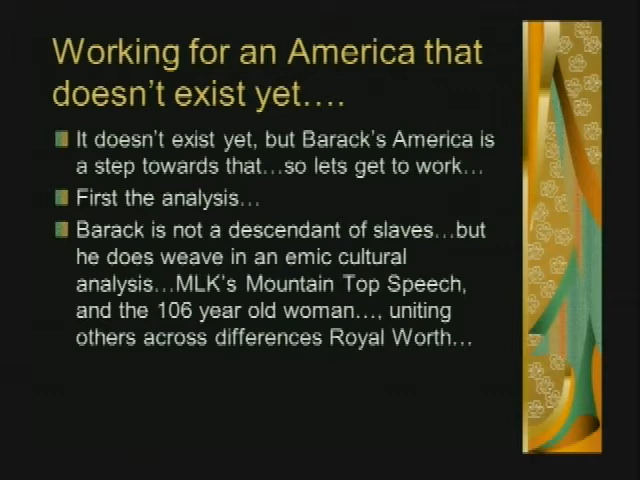 Working for an America that
doesn't exist yet….
It doesn't exist yet, but Barack's America is
a step towards that…so lets get to work…
First the analysis…
Barack is not a descendant of slaves…but
he does weave in an emic cultural
analysis…MLK's Mountain Top Speech,
and the 106 year old woman…, uniting
others across differences Royal Worth…